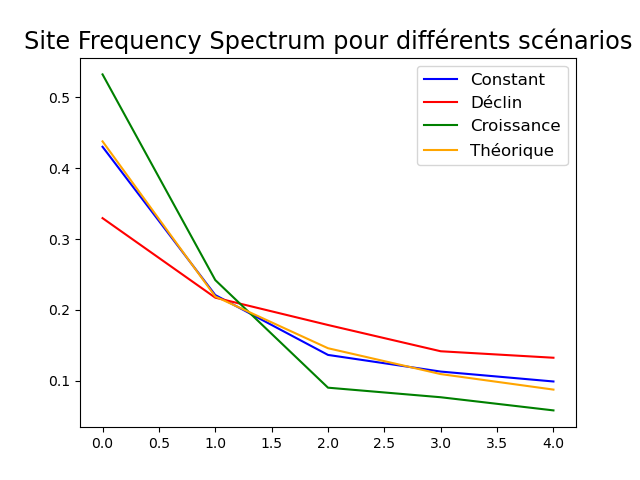 Site Frequency Spectrum pour différents scénarios
Constant
Déclin
Croissance
Théorique
0.5
0.4
0.3
0.2
0.1
0.0 0.5 1.0 1.5 2.0 2.5 3.0 3.5 4.0